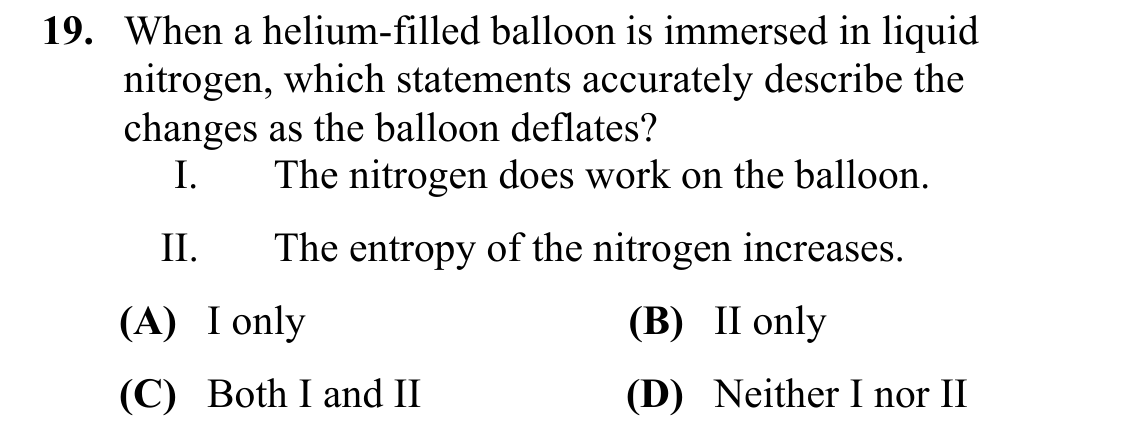 19. When a helium-filled balloon is immersed in liquid
nitrogen, which statements accurately describe the
changes as the balloon deflates?
I. The nitrogen does work on the balloon.
II. The entropy of the nitrogen increases.
(A) I only (B) II only
(C) Both I and II (D) Neither I nor II